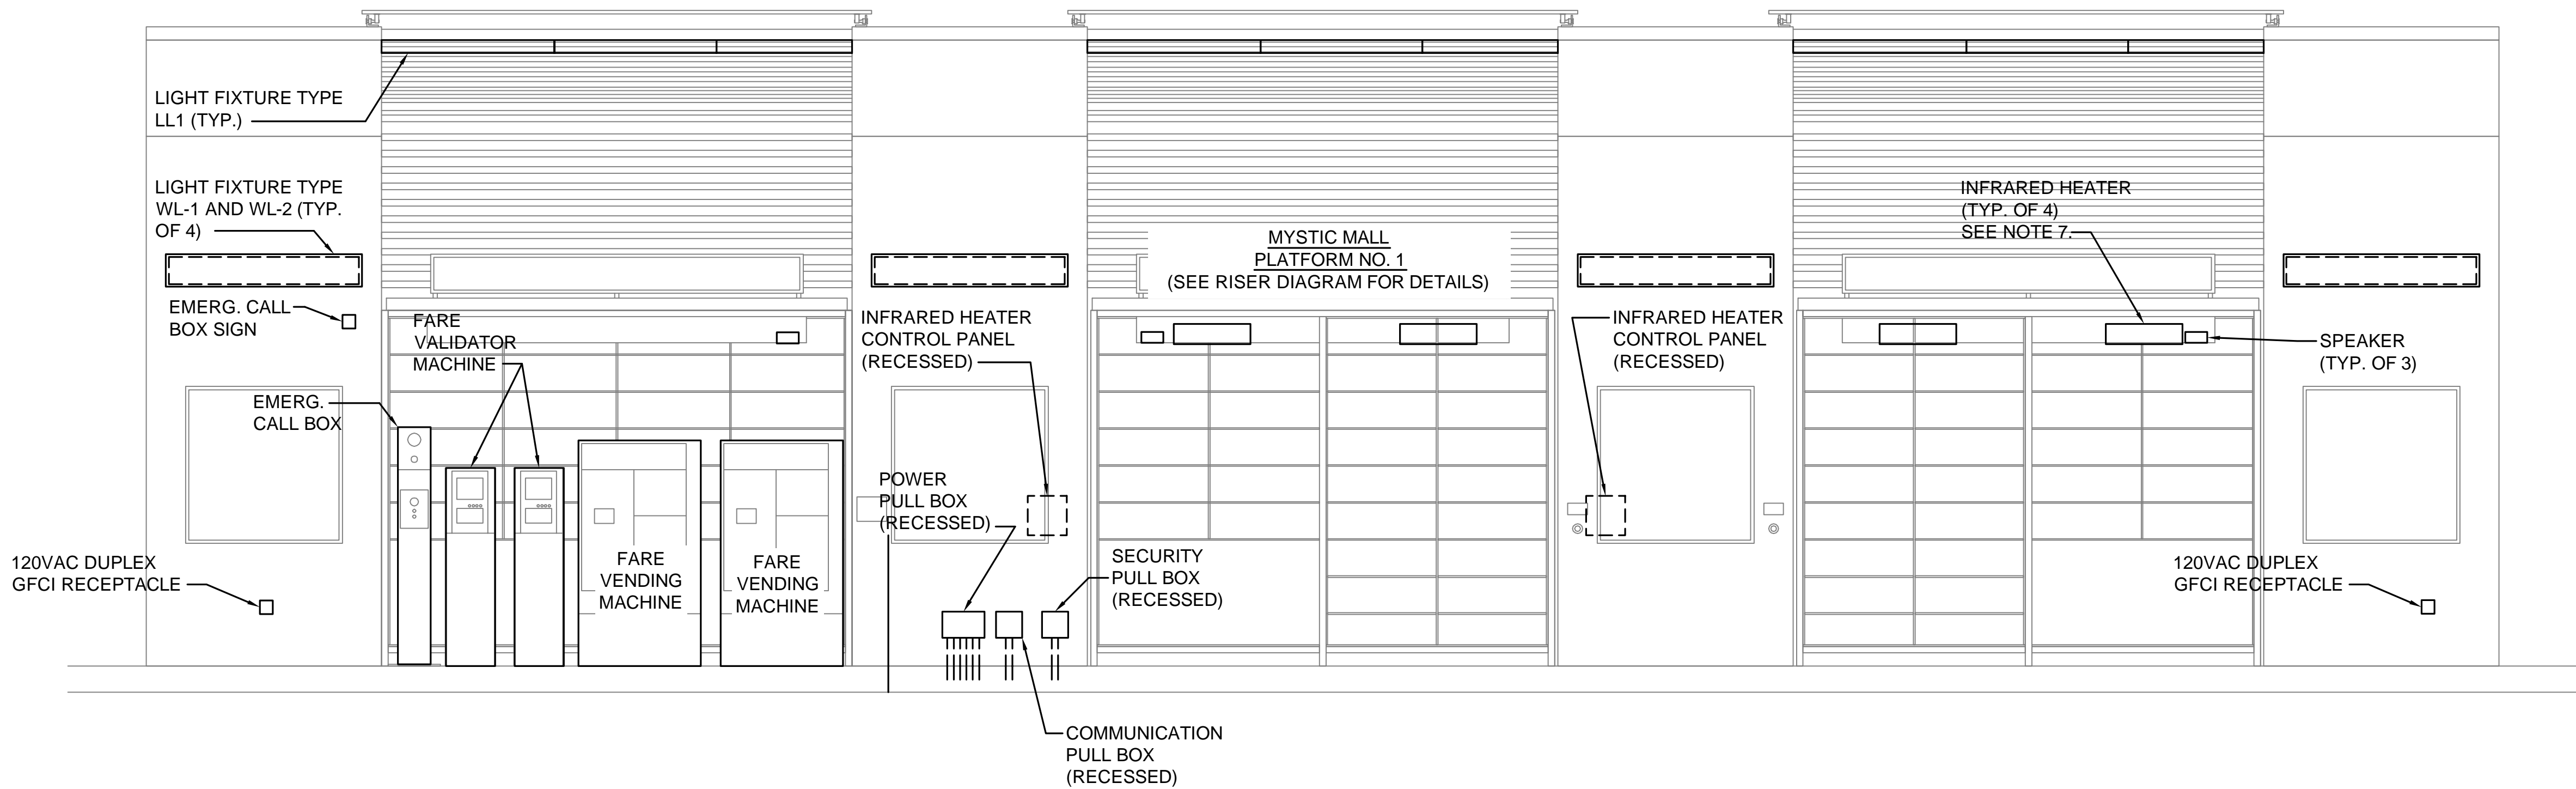 LIGHT FIXTURE TYPE
LL1 (TYP.)
LIGHT FIXTURE TYPE
WL-1 AND WL-2 (TYP.
OF 4)
EMERG. CALL
BOX SIGN
EMERG.
CALL BOX
120VAC DUPLEX
GFCI RECEPTACLE
FARE
VALIDATOR
MACHINE
FARE
VENDING
MACHINE
FARE
VENDING
MACHINE
INFRARED HEATER
CONTROL PANEL
(RECESSED)
POWER
PULL BOX
(RECESSED)
MYSTIC MALL
PLATFORM NO. 1
(SEE RISER DIAGRAM FOR DETAILS)
SECURITY
PULL BOX
(RECESSED)
COMMUNICATION
PULL BOX
(RECESSED)
INFRARED HEATER
CONTROL PANEL
(RECESSED)
INFRARED HEATER
(TYP. OF 4)
SEE NOTE 7.
SPEAKER
(TYP. OF 3)
120VAC DUPLEX
GFCI RECEPTACLE